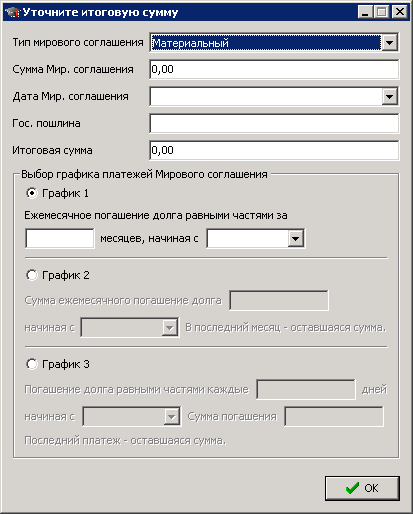 Уточните итоговую сумму
Тип мирового соглашения Материальный
Сумма Мир. соглашения 0,00
Дата Мир. соглашения
Гос. пошлина
Итоговая сумма 0,00
Выбор графика платежей Мирового соглашения
График 1
Ежемесячное погашение долга равными частями за
месяцев, начиная с
График 2
Сумма ежемесячного погашение долга
начиная с В последний месяц - оставшаяся сумма.
График 3
Погашение долга равными частями каждые дней
начиная с Сумма погашения
Последний платеж - оставшаяся сумма.
OK